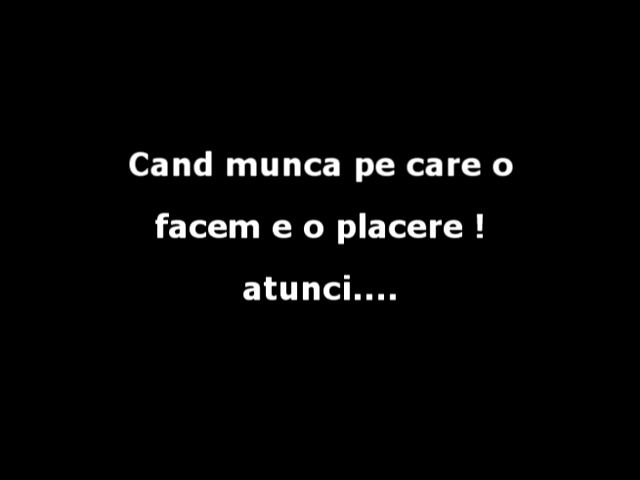 Cand munca pe care o
facem e o placere !
atunci....